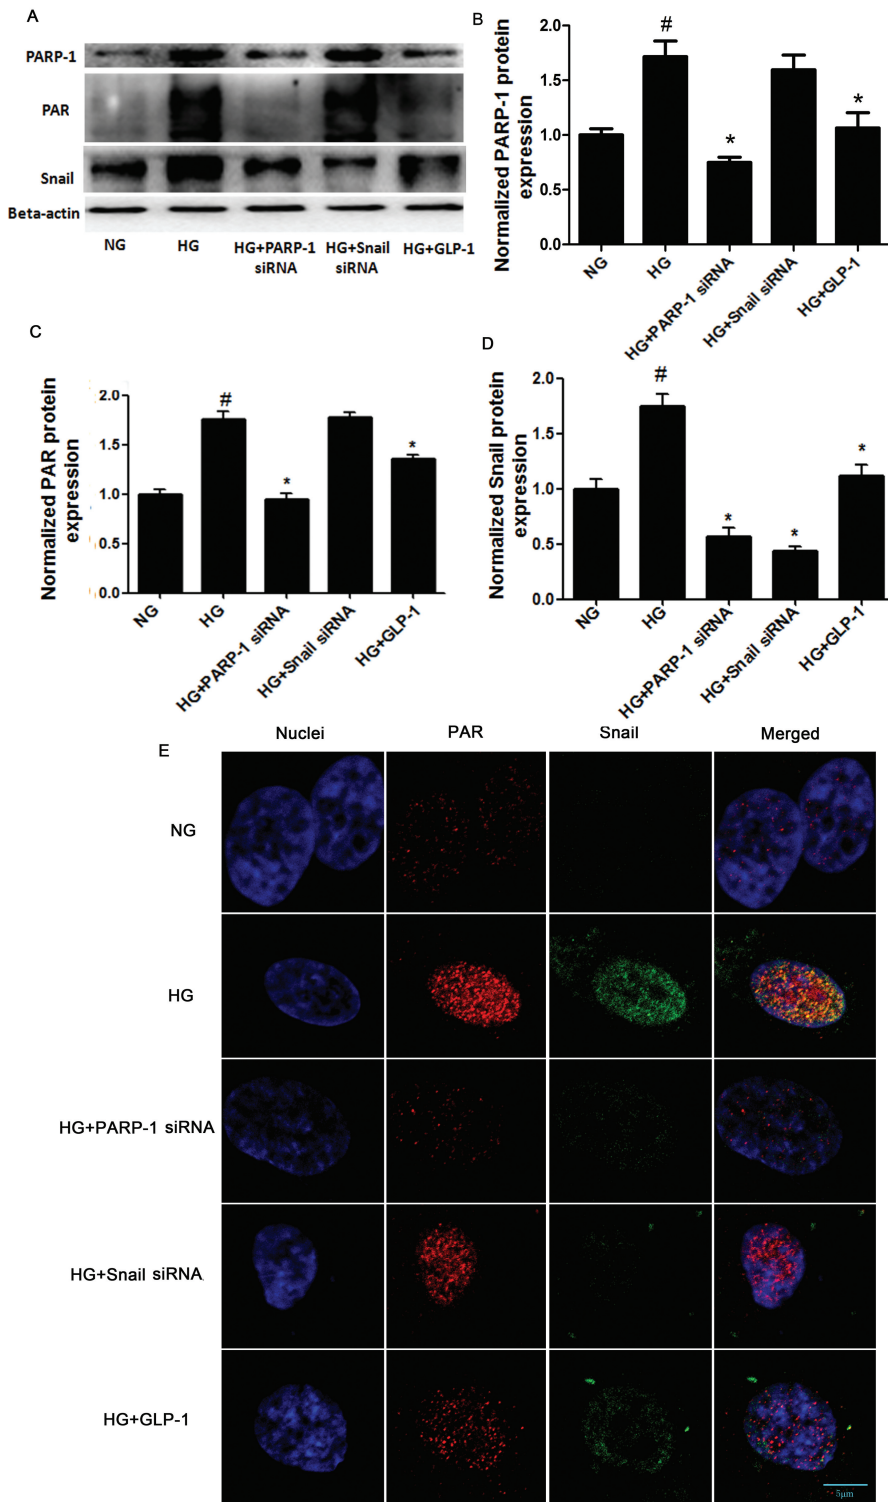 A
PARP-1
PAR
Snail
Beta-actin
NG
HG
HG+PARP-1
siRNA
HG+Snail
siRNA
HG+GLP-1
B
Normalized PARP-1 protein
expression
2.0
1.5
1.0
0.5
0.0
#
*
*
NG
HG
HG+PARP-1 siRNA
HG+Snail siRNA
HG+GLP-1
C
Normalized PAR protein
expression
2.0
1.5
1.0
0.5
0.0
#
*
*
NG
HG
HG+PARP-1 siRNA
HG+Snail siRNA
HG+GLP-1
D
Normalized Snail protein
expression
2.0
1.5
1.0
0.5
0.0
#
*
*
*
NG
HG
HG+PARP-1 siRNA
HG+Snail siRNA
HG+GLP-1
E
Nuclei
PAR
Snail
Merged
NG
HG
HG+PARP-1 siRNA
HG+Snail siRNA
HG+GLP-1
5μm